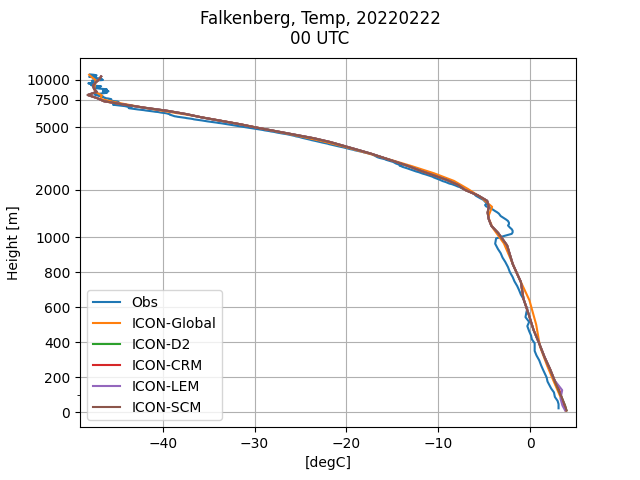 Falkenberg, Temp, 20220222
00 UTC
10000
7500
5000
2000
1000
800
600
400
200
0
Height [m]
Obs
ICON-Global
ICON-D2
ICON-CRM
ICON-LEM
ICON-SCM
−40
−30
−20
−10
0
[degC]